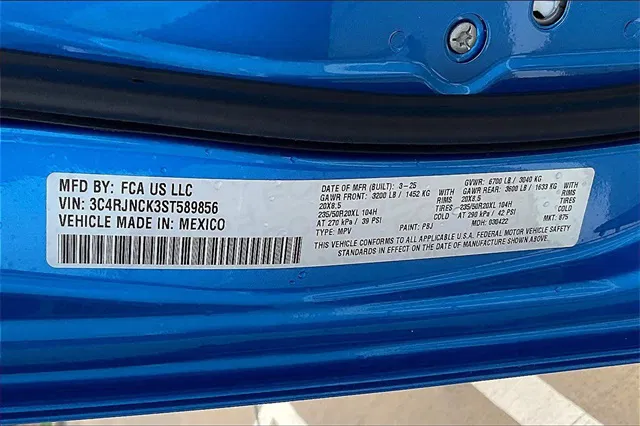 MFD BY: FCA US LLC
VIN: 3C4RJNCK3ST589856
VEHICLE MADE IN: MEXICO
DATE OF MFR (BUILT): 3-25 GVWR: 6700 LB / 3040 KG
GAWR FRONT: 3200 LB / 1452 KG WITH GAWR REAR: 3600 LB / 1633 KG WITH
20X8.5 RIMS 20X8.5 RIMS
235/50R20XL 104H TIRES 235/50R20XL 104H TIRES
AT 270 kPa / 39 PSI AT 290 kPa / 42 PSI
TYPE: MPV PAINT: PBJ MDH: 030422 MKT: 875
THIS VEHICLE CONFORMS TO ALL APPLICABLE U.S.A. FEDERAL MOTOR VEHICLE SAFETY
STANDARDS IN EFFECT ON THE DATE OF MANUFACTURE SHOWN ABOVE.